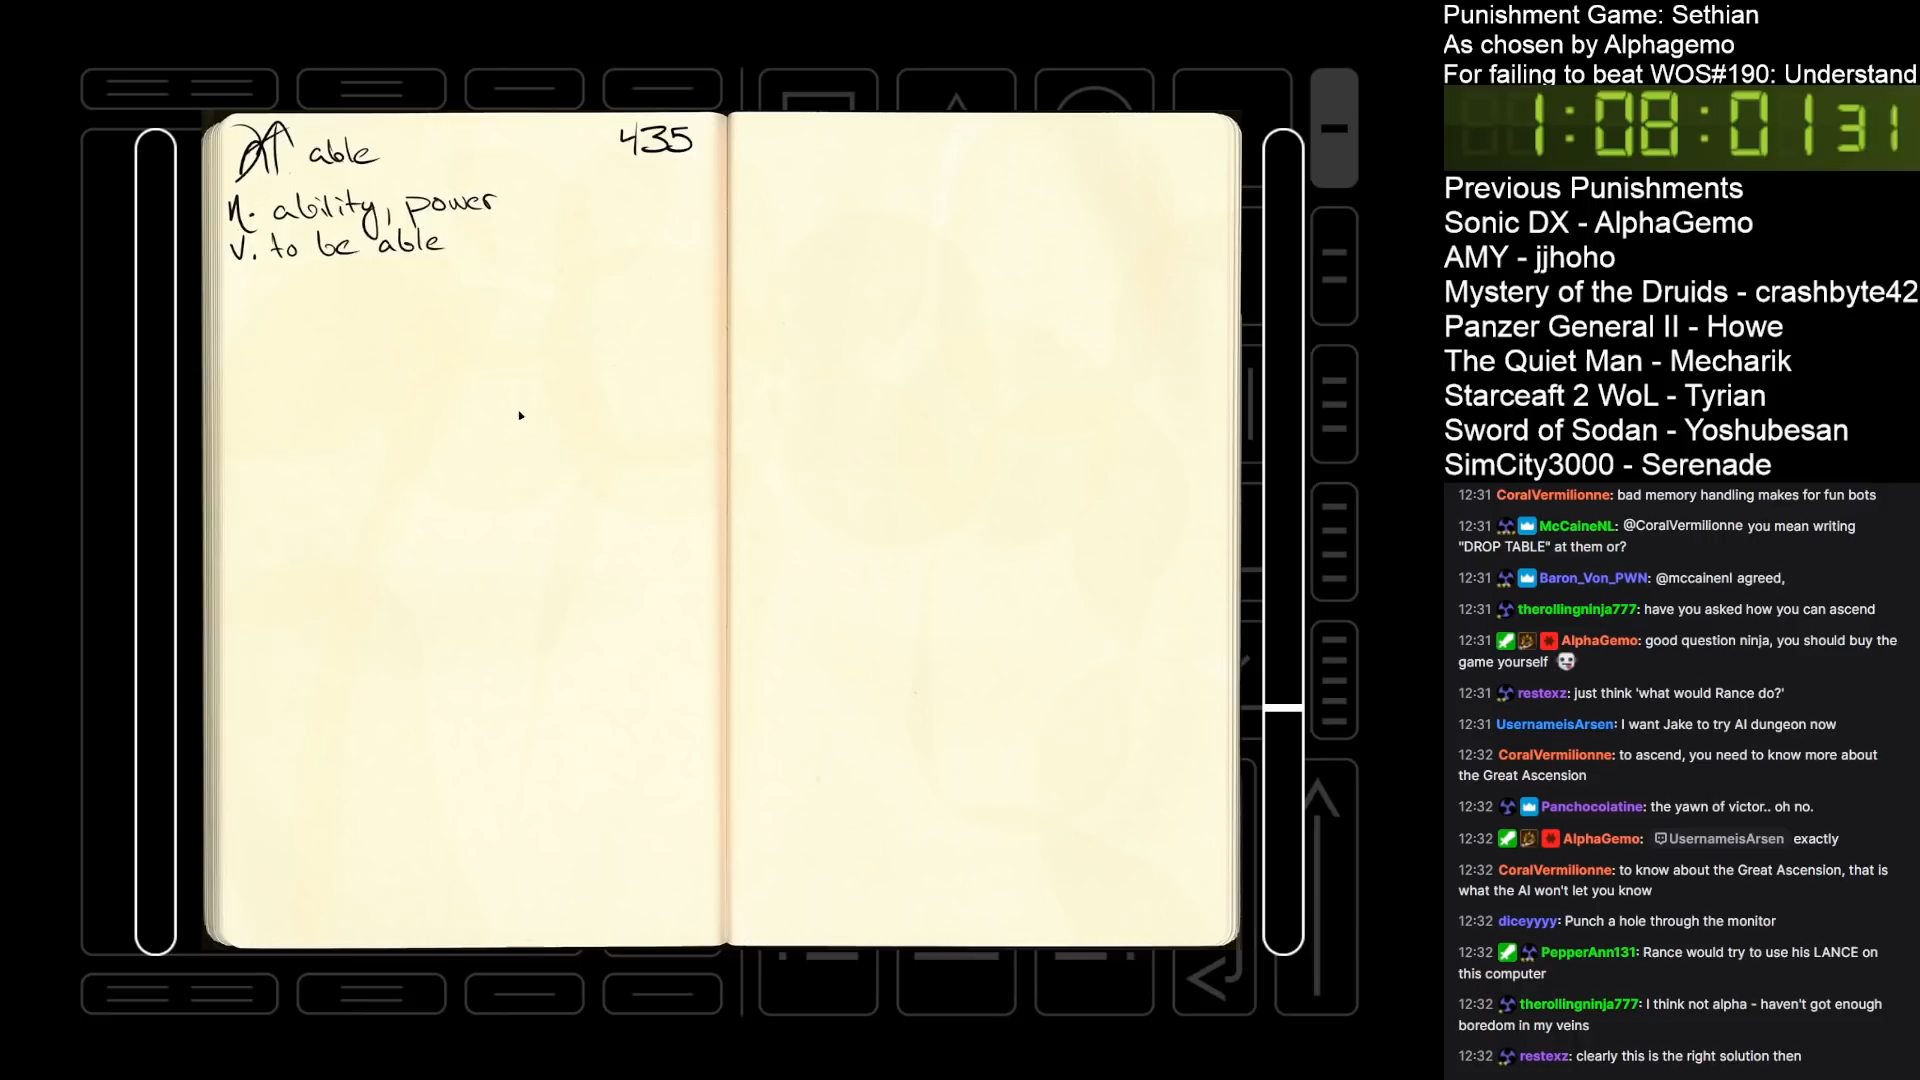 able
435
n. ability, power
v. to be able
Punishment Game: Sethian
As chosen by Alphagemo
For failing to beat WOS#190: Understand
1:08:01 31
Previous Punishments
Sonic DX - AlphaGemo
AMY - jjhoho
Mystery of the Druids - crashbyte42
Panzer General II - Howe
The Quiet Man - Mecharik
Starceaft 2 WoL - Tyrian
Sword of Sodan - Yoshubesan
SimCity3000 - Serenade
12:31 CoralVermilionne: bad memory handling makes for fun bots
12:31 McCaineNL: @CoralVermilionne you mean writing
"DROP TABLE" at them or?
12:31 Baron_Von_PWN: @mccainenl agreed,
12:31 therollingninja777: have you asked how you can ascend
12:31 AlphaGemo: good question ninja, you should buy the
game yourself
12:31 restexz: just think 'what would Rance do?'
12:31 UsernameisArsen: I want Jake to try AI dungeon now
12:32 CoralVermilionne: to ascend, you need to know more about
the Great Ascension
12:32 Panchocolatine: the yawn of victor.. oh no.
12:32 AlphaGemo: UsernameisArsen exactly
12:32 CoralVermilionne: to know about the Great Ascension, that is
what the AI won't let you know
12:32 diceyyyy: Punch a hole through the monitor
12:32 PepperAnn131: Rance would try to use his LANCE on
this computer
12:32 therollingninja777: I think not alpha - haven't got enough
boredom in my veins
12:32 restexz: clearly this is the right solution then